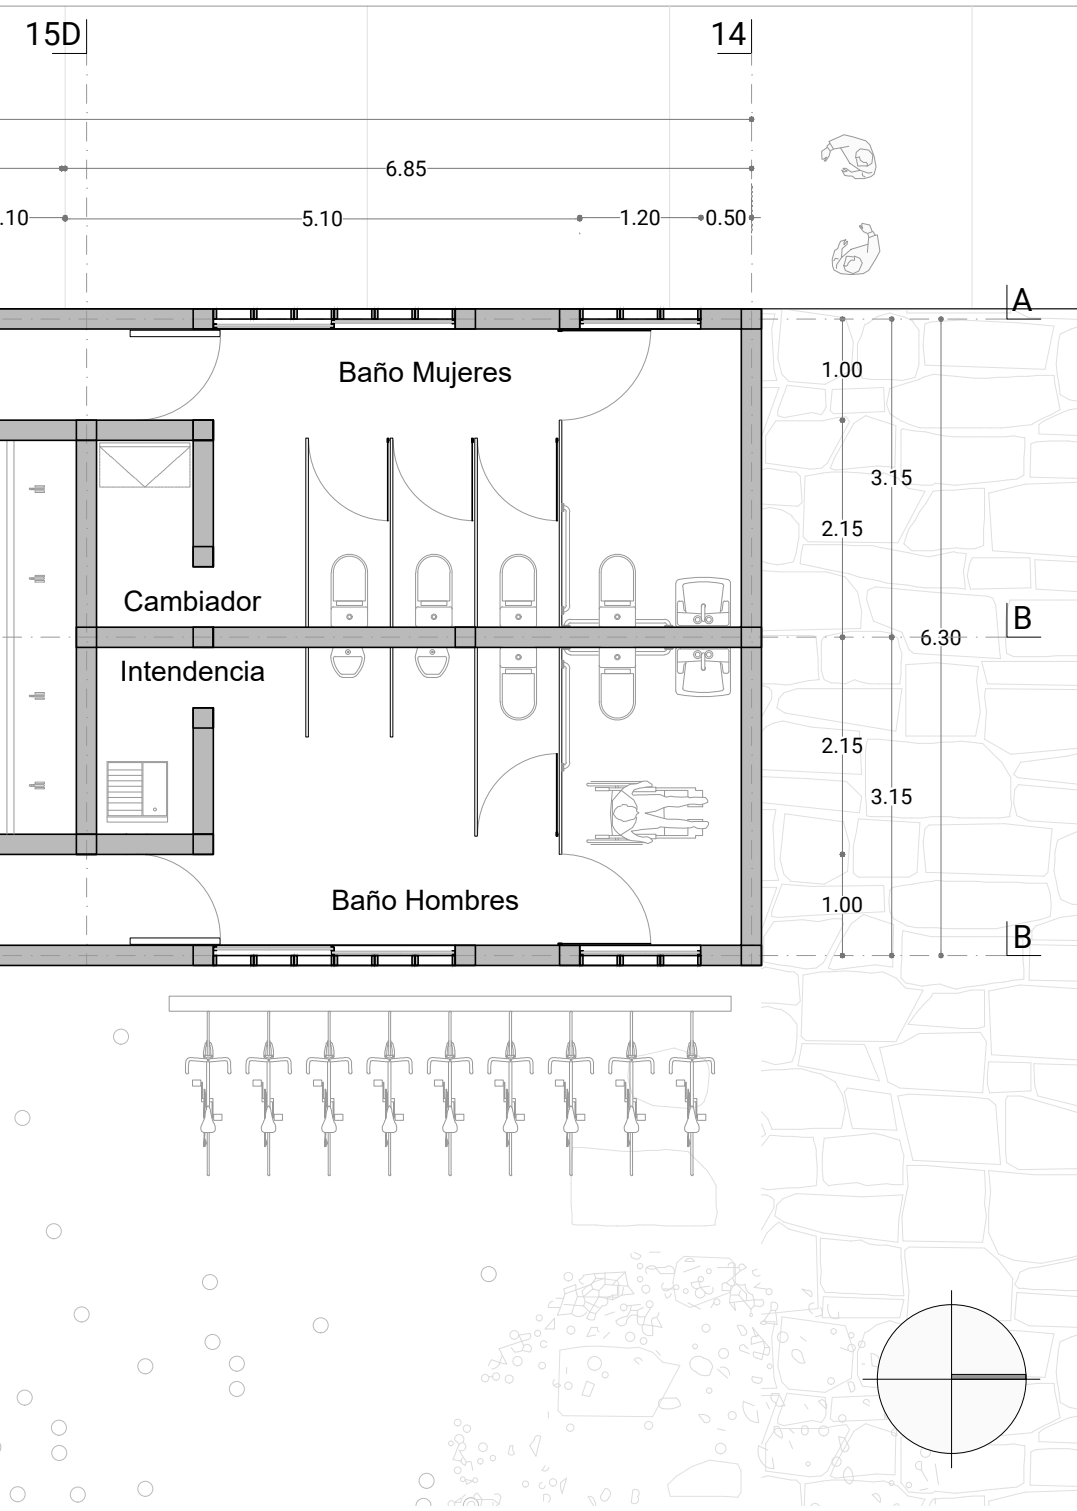 15D
14
6.85
.10
5.10
1.20
0.50
A
Baño Mujeres
1.00
3.15
2.15
Cambiador
B
6.30
Intendencia
2.15
3.15
Baño Hombres
1.00
B